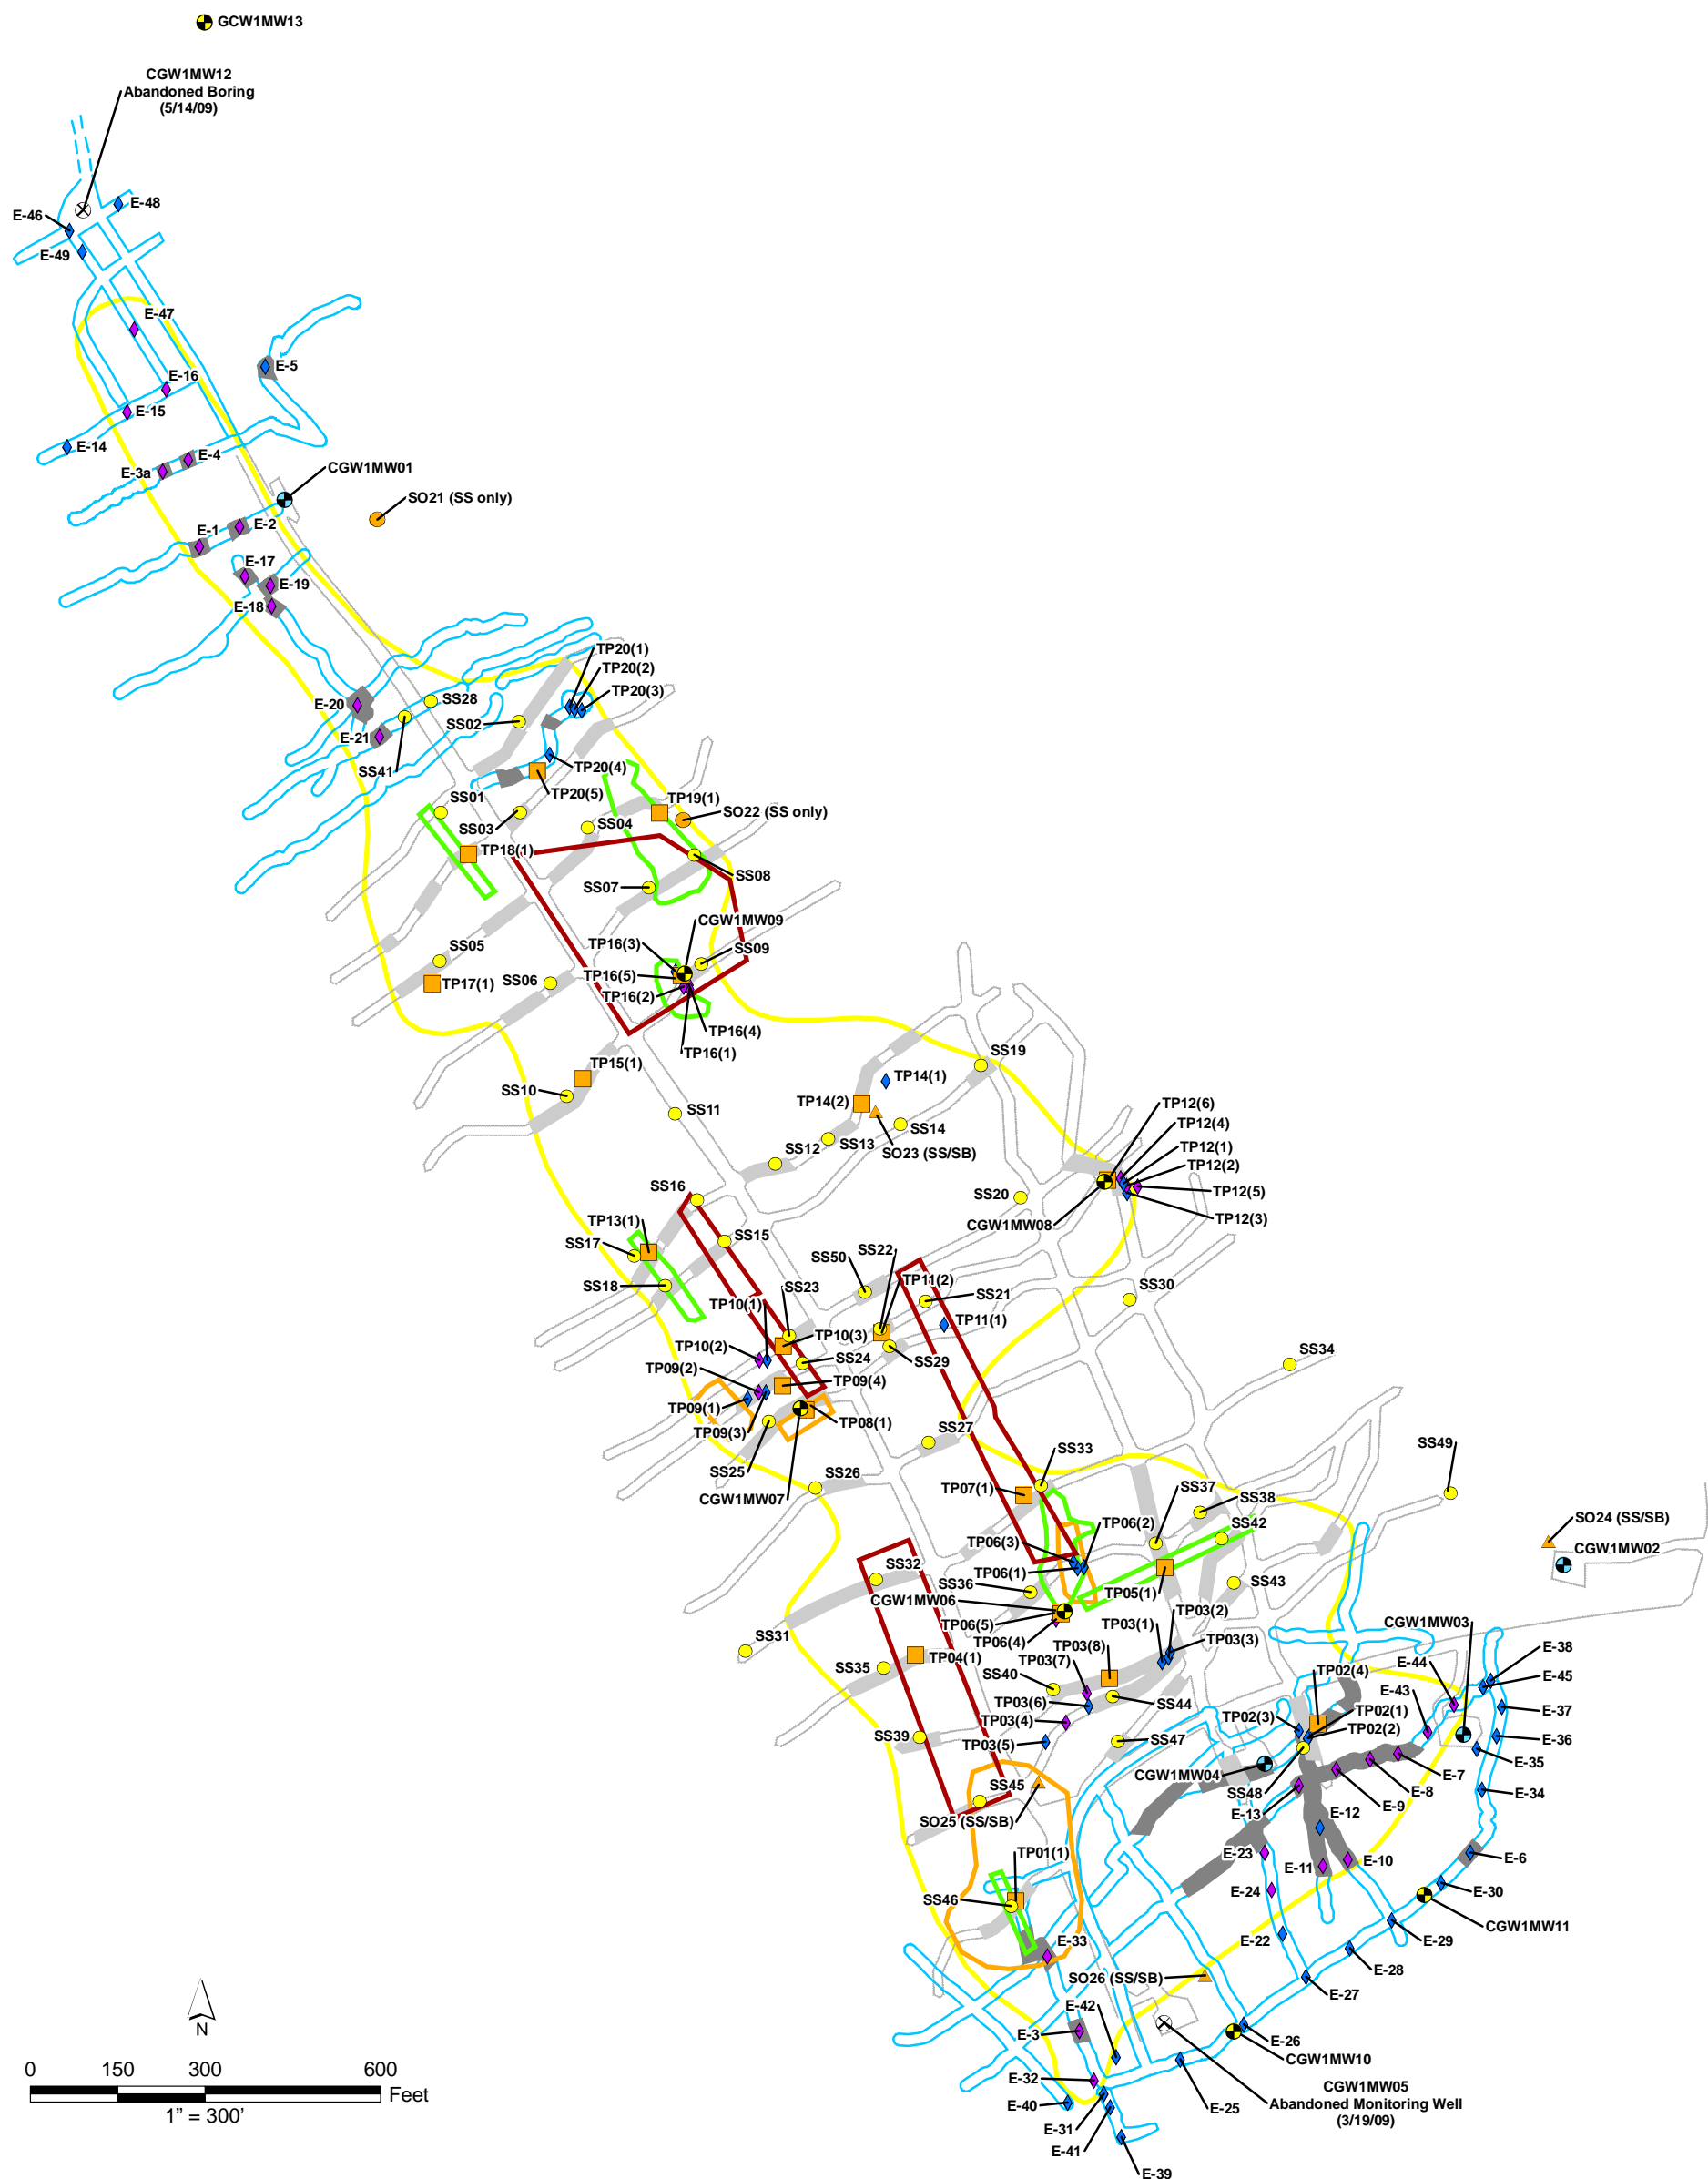 GCW1MW13
CGW1MW12
Abandoned Boring
(5/14/09)
E-48
E-46
E-49
E-47
E-5
E-16
E-15
E-14
E-4
E-3a
CGW1MW01
SO21 (SS only)
E-2
E-1
E-17
E-19
E-18
TP20(1)
TP20(2)
TP20(3)
SS28
E-20
SS02
E-21
SS41
TP20(4)
TP20(5)
SS01
TP19(1)
SO22 (SS only)
SS03
SS04
TP18(1)
SS08
SS07
CGW1MW09
TP16(3)
SS09
SS05
TP16(5)
TP17(1)
SS06
TP16(2)
TP16(4)
TP16(1)
SS19
TP15(1)
TP14(1)
SS10
TP14(2)
TP12(6)
SS11
TP12(4)
SS14
SS13
TP12(1)
SS12
SO23 (SS/SB)
TP12(2)
TP12(5)
SS16
SS20
TP12(3)
CGW1MW08
TP13(1)
SS15
SS17
SS22
SS50
TP11(2)
SS18
SS23
SS21
SS30
TP10(1)
TP11(1)
TP10(3)
TP10(2)
SS34
SS24
SS29
TP09(2)
TP09(4)
TP09(1)
TP08(1)
TP09(3)
SS27
SS49
SS33
SS25
SS26
CGW1MW07
TP07(1)
SS37
SS38
SO24 (SS/SB)
TP06(2)
SS42
TP06(3)
CGW1MW02
SS32
TP06(1)
SS36
TP05(1)
SS43
CGW1MW06
TP03(2)
TP06(5)
TP03(1)
CGW1MW03
TP06(4)
TP03(3)
SS31
TP03(8)
E-38
TP04(1)
TP03(7)
E-44
TP02(4)
E-45
SS35
SS40
E-43
TP03(6)
SS44
TP02(1)
E-37
TP02(3)
TP03(4)
TP02(2)
SS39
TP03(5)
SS47
E-36
E-35
CGW1MW04
E-7
SS45
SS48
E-8
E-34
E-9
SO25 (SS/SB)
E-13
E-12
TP01(1)
E-23
E-10
E-6
E-11
E-24
E-30
SS46
CGW1MW11
E-33
E-22
E-29
E-28
SO26 (SS/SB)
E-27
E-42
E-3
E-26
CGW1MW10
E-32
CGW1MW05
Abandoned Monitoring Well
(3/19/09)
E-40
E-25
E-31
E-41
E-39
N
0 150 300 600
Feet
1" = 300'